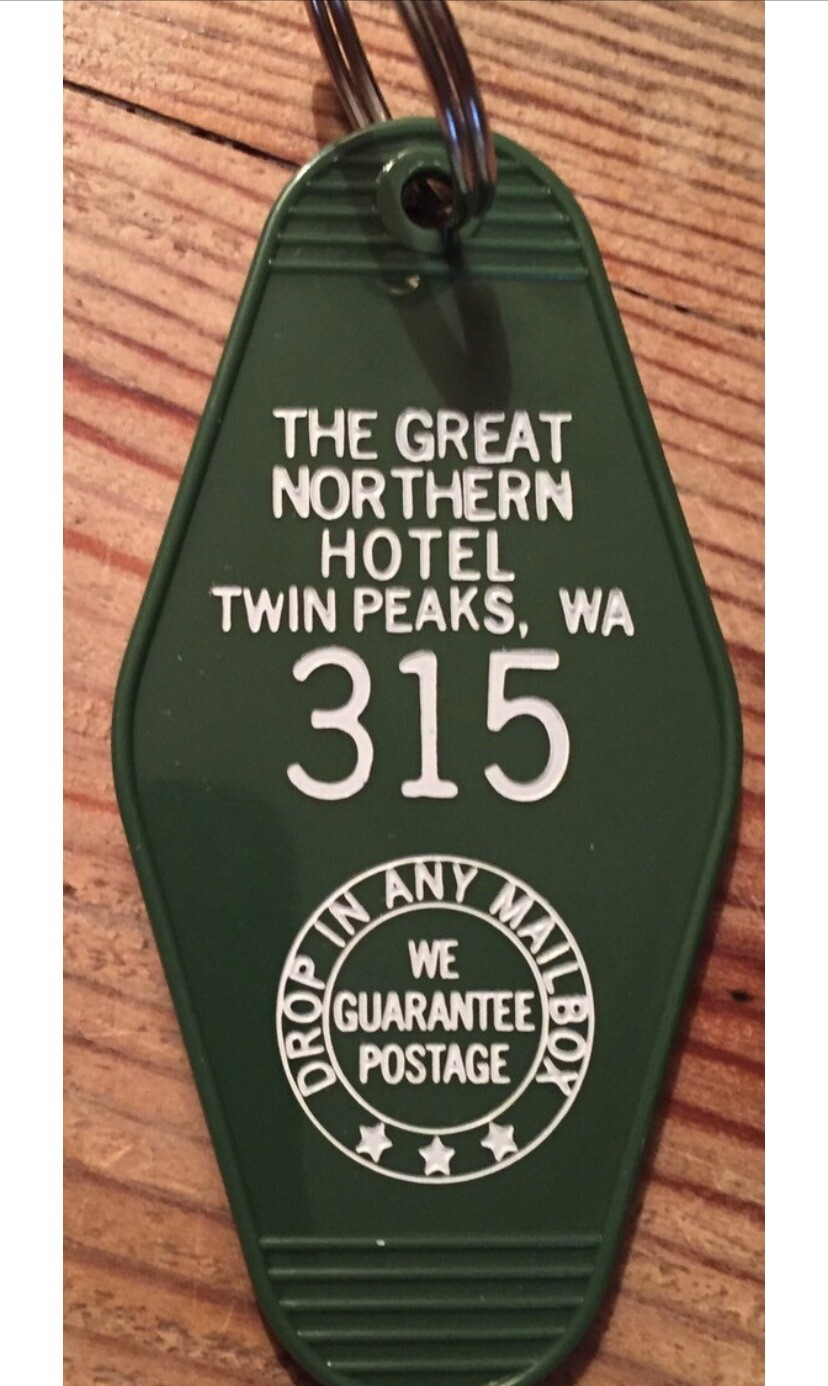 THE GREAT
NORTHERN
HOTEL
TWIN PEAKS, WA
315
DROP IN ANY MAILBOX
WE
GUARANTEE
POSTAGE